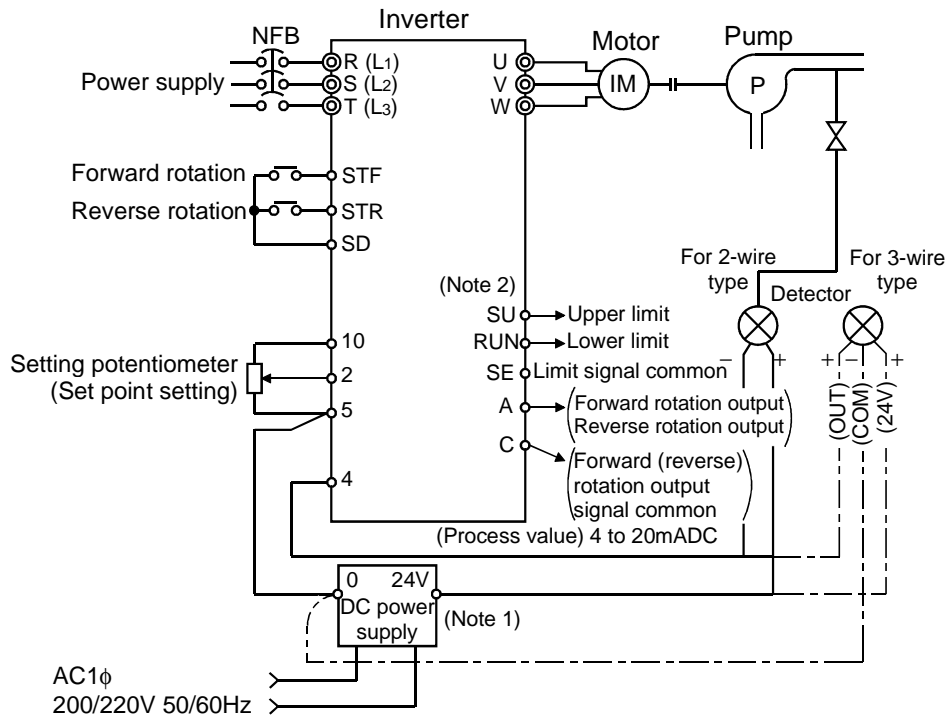 Inverter
NFB
Motor
Pump
R (L1)
S (L2)
T (L3)
Power supply
U
V
W
IM
P
Forward rotation
STF
Reverse rotation
STR
SD
For 2-wire
type
For 3-wire
type
Detector
(Note 2)
SU
Upper limit
RUN
Lower limit
SE
Limit signal common
− +
+ − +
(OUT)
(COM)
(24V)
10
Setting potentiometer
(Set point setting)
2
5
4
A
(Forward rotation output
Reverse rotation output)
C
(Forward (reverse)
rotation output
signal common)
(Process value) 4 to 20mADC
0 24V
DC power
supply
(Note 1)
AC1ϕ
200/220V 50/60Hz